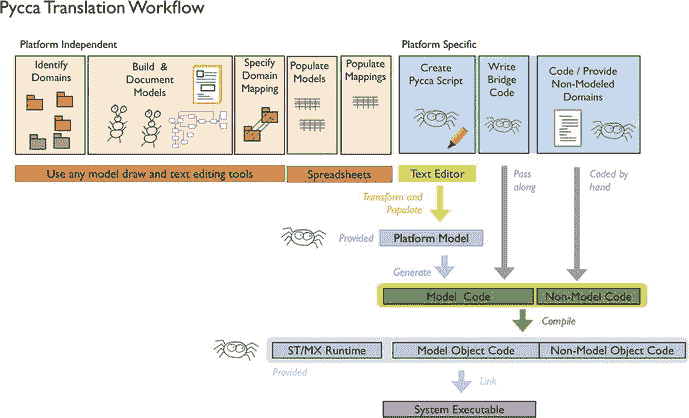 Pycca Translation Workflow
Platform Independent
Platform Specific
Identify
Domains
Build &
Document
Models
Specify
Domain
Mapping
Populate
Models
Populate
Mappings
Create
Pycca Script
Write
Bridge
Code
Code / Provide
Non-Modeled
Domains
Use any model draw and text editing tools
Spreadsheets
Text Editor
Transform and
Populate
Pass
along
Coded by
hand
Provided
Platform Model
Generate
Model Code
Non-Model Code
Compile
ST/MX Runtime
Model Object Code
Non-Model Object Code
Provided
Link
System Executable